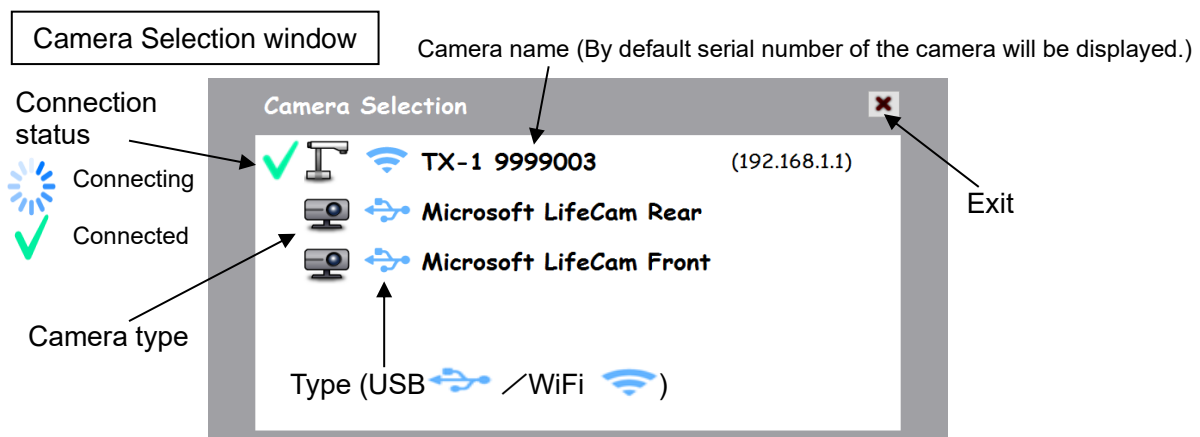 Camera Selection window
Camera name (By default serial number of the camera will be displayed.)
Connection
status
Connecting
Connected
Camera Selection
TX-1 9999003 (192.168.1.1)
Microsoft LifeCam Rear
Microsoft LifeCam Front
Exit
Camera type
Type (USB ／WiFi )